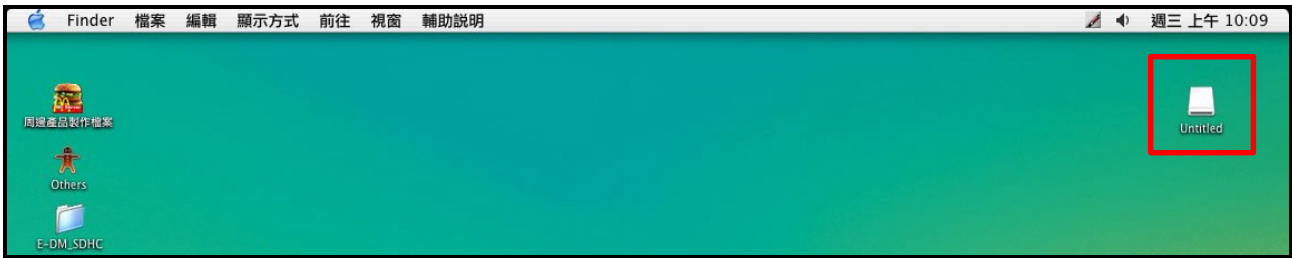 Finder 檔案 編輯 顯示方式 前往 視窗 輔助說明 週三 上午 10:09
周邊產品製作檔案
Untitled
Others
E-DM_SDHC